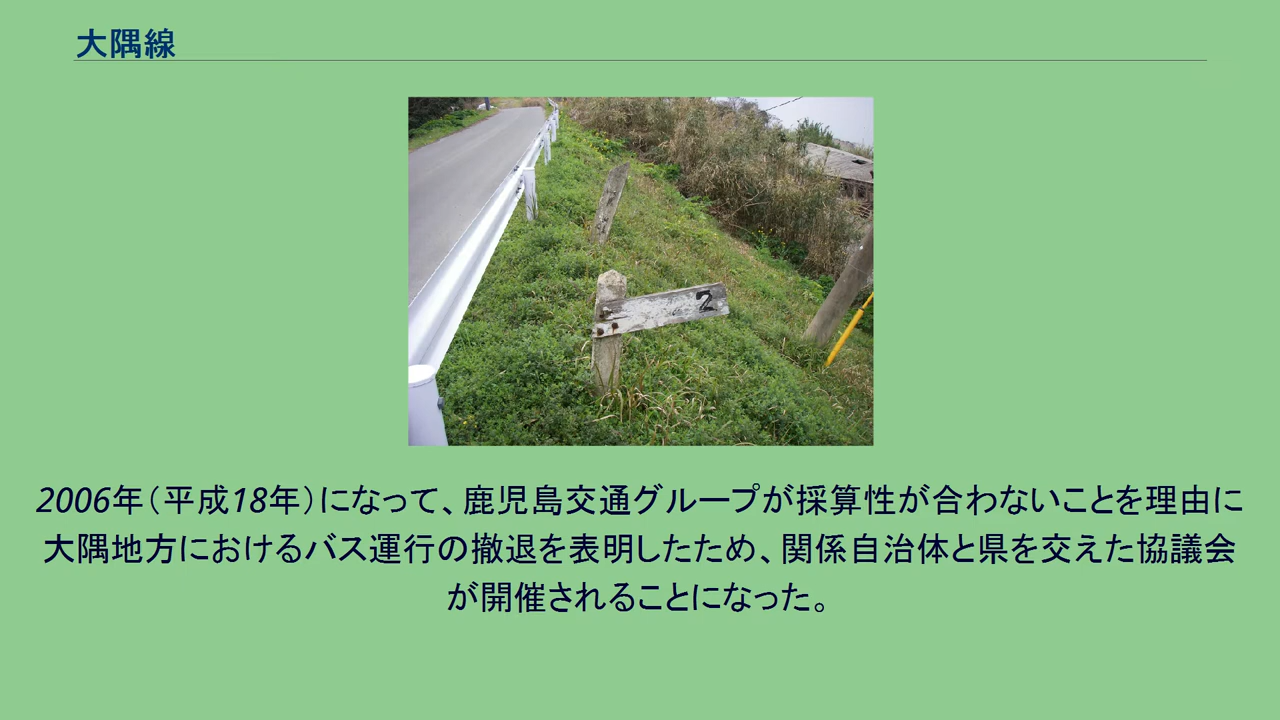 大隅線
2
2006年（平成18年）になって、鹿児島交通グループが採算性が合わないことを理由に
大隅地方におけるバス運行の撤退を表明したため、関係自治体と県を交えた協議会
が開催されることになった。